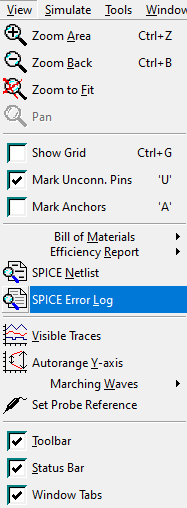 View Simulate Tools Window
Zoom Area Ctrl+Z
Zoom Back Ctrl+B
Zoom to Fit
Pan
Show Grid Ctrl+G
Mark Unconn. Pins 'U'
Mark Anchors 'A'
Bill of Materials
Efficiency Report
SPICE Netlist
SPICE Error Log
Visible Traces
Autorange Y-axis
Marching Waves
Set Probe Reference
Toolbar
Status Bar
Window Tabs